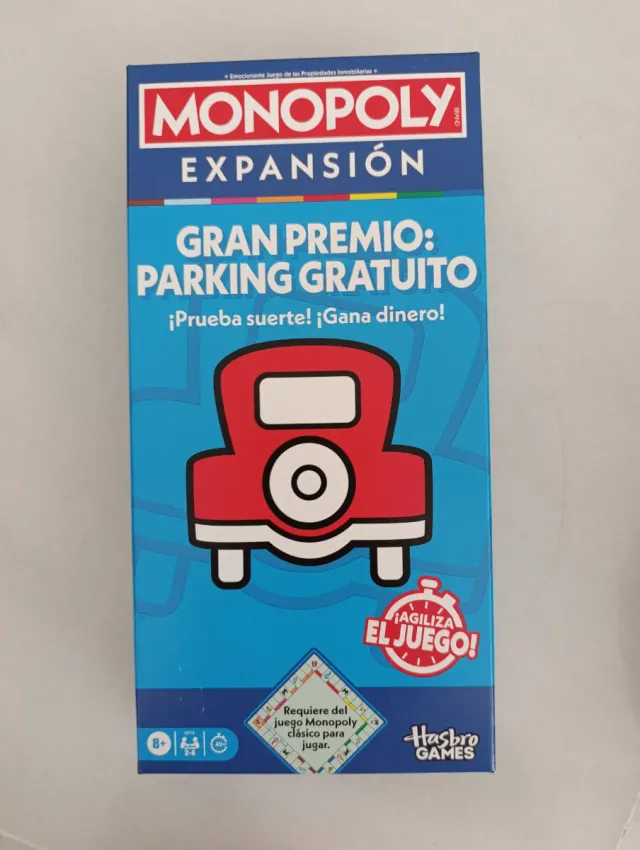 Emocionante Juego de las Propiedades Inmobiliarias
MONOPOLY
BRAND
EXPANSIÓN
GRAN PREMIO:
PARKING GRATUITO
¡Prueba suerte! ¡Gana dinero!
¡AGILIZA
EL JUEGO!
Requiere del
juego Monopoly
clásico para
jugar.
8+
2-6
Hasbro
GAMES